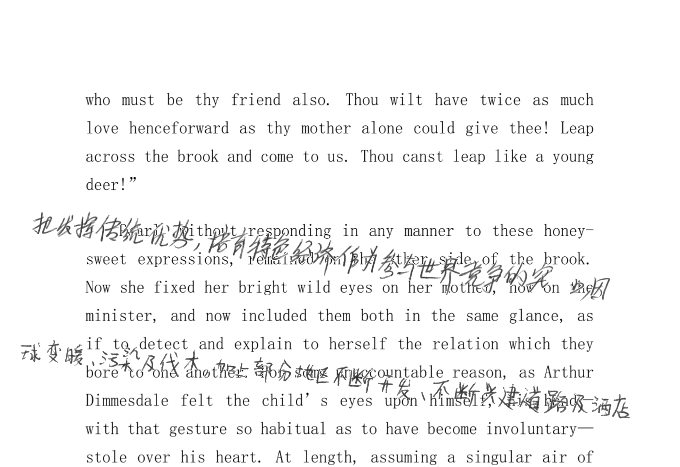 who must be thy friend also. Thou wilt have twice as much
love henceforward as thy mother alone could give thee! Leap
across the brook and come to us. Thou canst leap like a young
deer!”
把发挥传统优势，培育特色经济作为参与世界竞争的突
Pearl, without responding in any manner to these honey-
sweet expressions, remained on the other side of the brook.
Now she fixed her bright wild eyes on her mother, now on the
minister, and now included them both in the same glance, as
if to detect and explain to herself the relation which they
球变暖、污染及伐木，加上部分地区不断开发、不断兴建道路及酒店
bore to one another. For some unaccountable reason, as Arthur
Dimmesdale felt the child’s eyes upon himself, his hand—
with that gesture so habitual as to have become involuntary—
stole over his heart. At length, assuming a singular air of